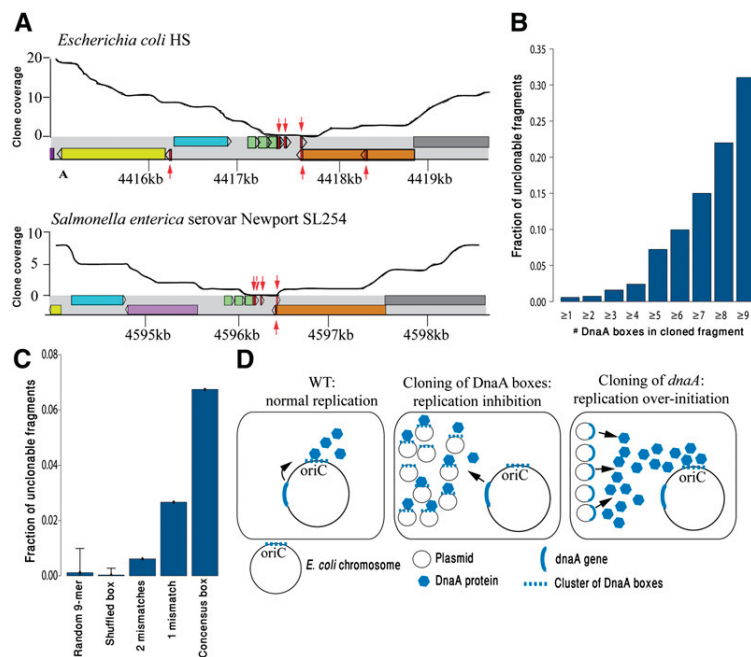 A
Escherichia coli HS
Clone coverage
20
10
0
A
4416kb 4417kb 4418kb 4419kb
Salmonella enterica serovar Newport SL254
Clone coverage
10
5
0
4595kb 4596kb 4597kb 4598kb
B
Fraction of unclonable fragments
0.35
0.30
0.25
0.20
0.15
0.10
0.05
0.00
≥1 ≥2 ≥3 ≥4 ≥5 ≥6 ≥7 ≥8 ≥9
# DnaA boxes in cloned fragment
C
Fraction of unclonable fragments
0.08
0.06
0.04
0.02
0.00
Random 9-mer
Shuffled box
2 mismatches
1 mismatch
Concensus box
D
WT:
normal replication
oriC
Cloning of DnaA boxes:
replication inhibition
oriC
Cloning of dnaA:
replication over-initiation
oriC
oriC
E. coli chromosome
Plasmid
DnaA protein
dnaA gene
Cluster of DnaA boxes